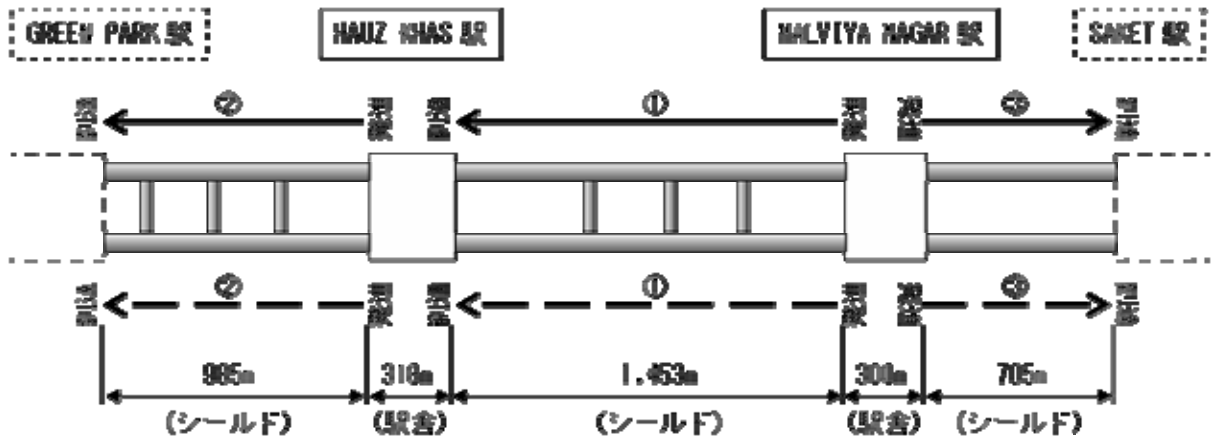 GREEN PARK 駅
HAUZ KHAS 駅
MALVIYA NAGAR 駅
SAKET 駅
到達 ② 発進 到達 ① 発進 発進 ③ 到達
到達 ② 発進 到達 ① 発進 発進 ③ 到達
985m 318m 1.453m 300m 705m
(シールド) (駅舎) (シールド) (駅舎) (シールド)